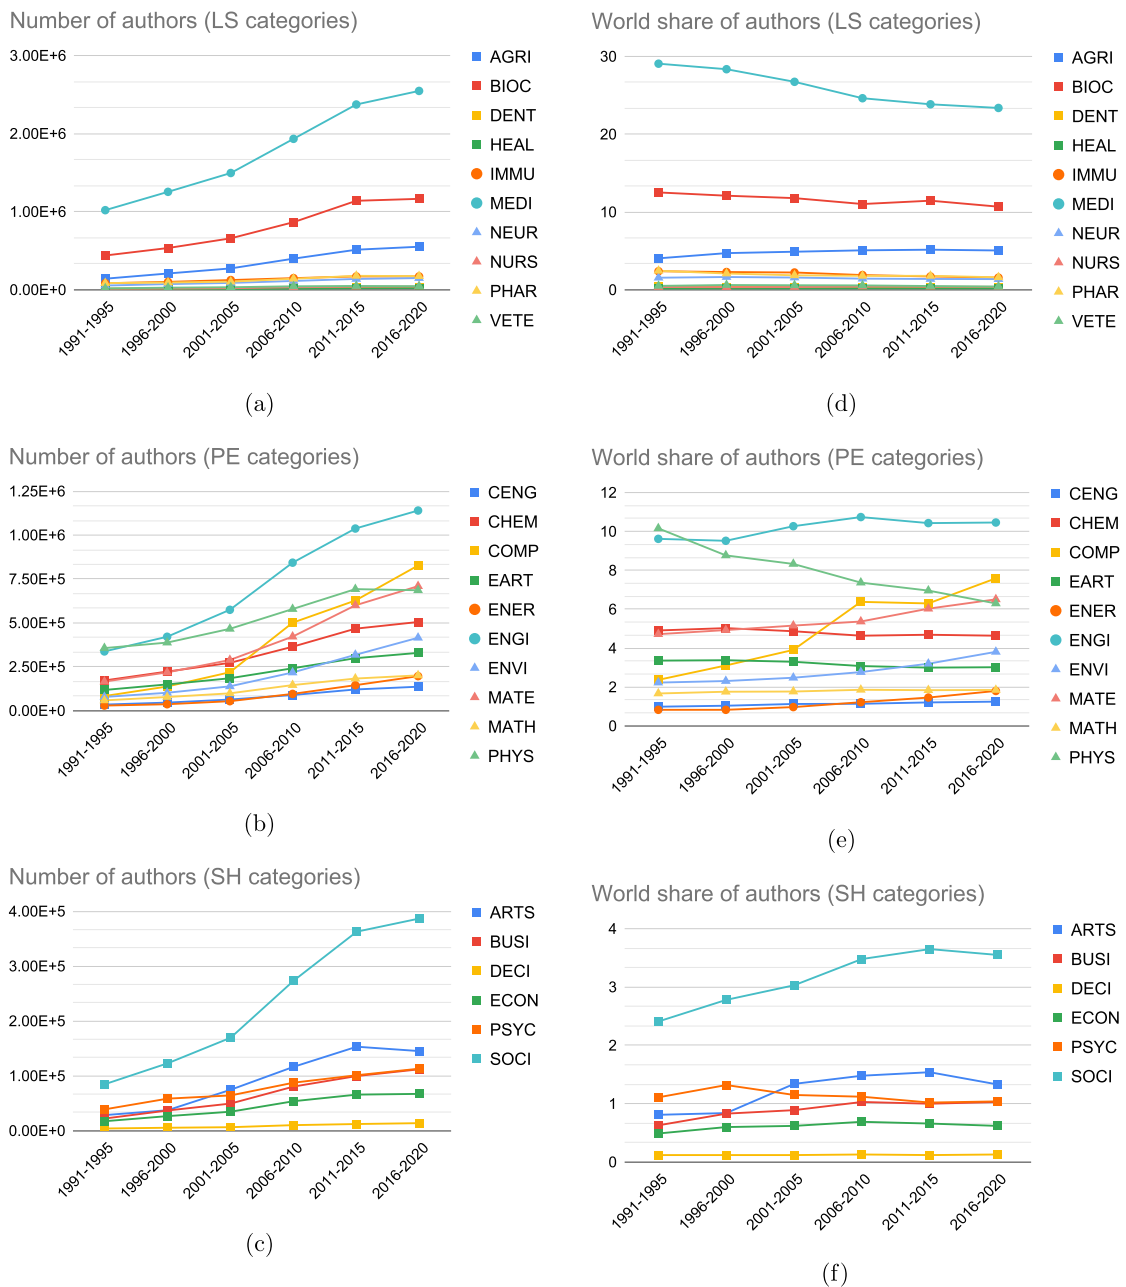 Number of authors (LS categories)
3.00E+6
2.00E+6
1.00E+6
0.00E+0
1991-1995
1996-2000
2001-2005
2006-2010
2011-2015
2016-2020
AGRI
BIOC
DENT
HEAL
IMMU
MEDI
NEUR
NURS
PHAR
VETE
(a)
World share of authors (LS categories)
30
20
10
0
1991-1995
1996-2000
2001-2005
2006-2010
2011-2015
2016-2020
AGRI
BIOC
DENT
HEAL
IMMU
MEDI
NEUR
NURS
PHAR
VETE
(d)
Number of authors (PE categories)
1.25E+6
1.00E+6
7.50E+5
5.00E+5
2.50E+5
0.00E+0
1991-1995
1996-2000
2001-2005
2006-2010
2011-2015
2016-2020
CENG
CHEM
COMP
EART
ENER
ENGI
ENVI
MATE
MATH
PHYS
(b)
World share of authors (PE categories)
12
10
8
6
4
2
0
1991-1995
1996-2000
2001-2005
2006-2010
2011-2015
2016-2020
CENG
CHEM
COMP
EART
ENER
ENGI
ENVI
MATE
MATH
PHYS
(e)
Number of authors (SH categories)
4.00E+5
3.00E+5
2.00E+5
1.00E+5
0.00E+0
1991-1995
1996-2000
2001-2005
2006-2010
2011-2015
2016-2020
ARTS
BUSI
DECI
ECON
PSYC
SOCI
(c)
World share of authors (SH categories)
4
3
2
1
0
1991-1995
1996-2000
2001-2005
2006-2010
2011-2015
2016-2020
ARTS
BUSI
DECI
ECON
PSYC
SOCI
(f)